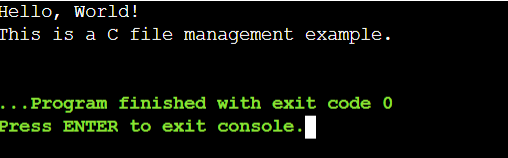 Hello, World!
This is a C file management example.
...Program finished with exit code 0
Press ENTER to exit console.